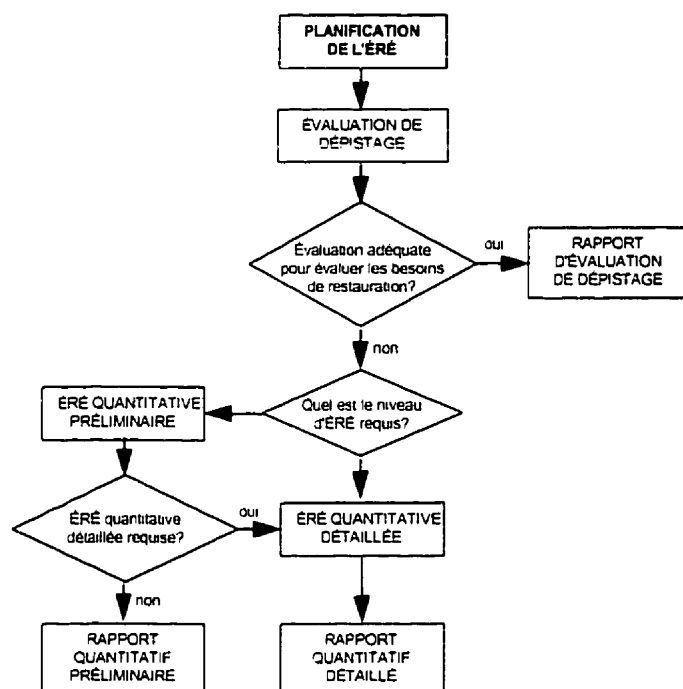 PLANIFICATION
DE L'ÉRÉ
ÉVALUATION DE
DÉPISTAGE
Évaluation adéquate
pour évaluer les besoins
de restauration?
oui
RAPPORT
D'ÉVALUATION
DE DÉPISTAGE
non
Quel est le niveau
d'ÉRÉ requis?
ÉRÉ QUANTITATIVE
PRÉLIMINAIRE
ÉRÉ quantitative
détaillée requise?
oui
ÉRÉ QUANTITATIVE
DÉTAILLÉE
non
RAPPORT
QUANTITATIF
PRÉLIMINAIRE
RAPPORT
QUANTITATIF
DÉTAILLÉ